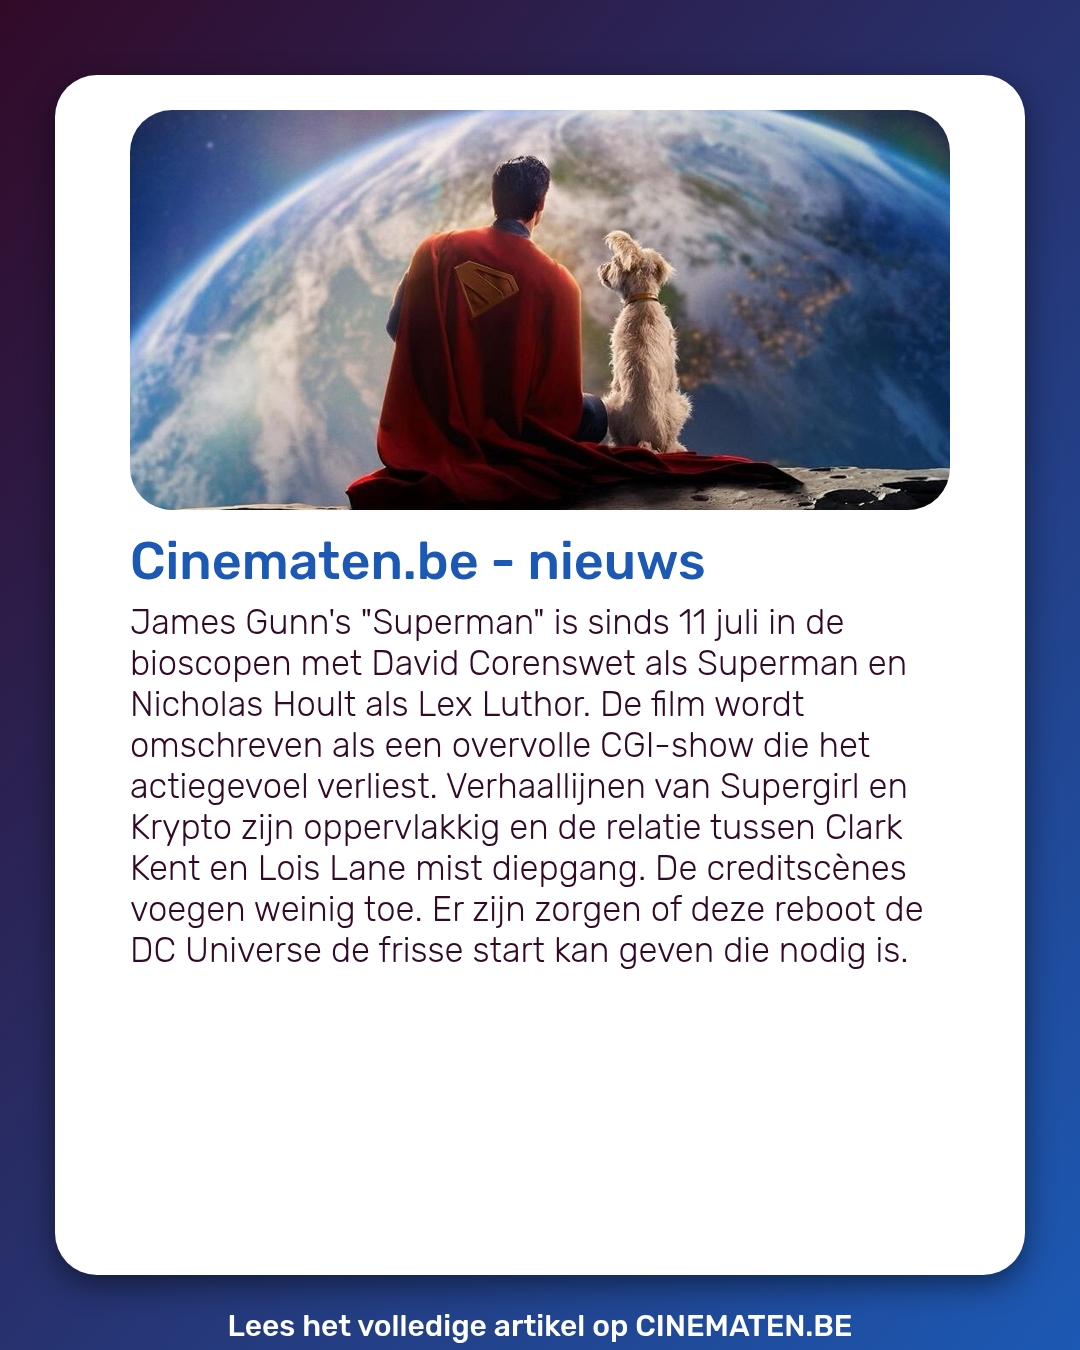 Cinematen.be - nieuws
James Gunn's "Superman" is sinds 11 juli in de
bioscopen met David Corenswet als Superman en
Nicholas Hoult als Lex Luthor. De film wordt
omschreven als een overvolle CGI-show die het
actiegevoel verliest. Verhaallijnen van Supergirl en
Krypto zijn oppervlakkig en de relatie tussen Clark
Kent en Lois Lane mist diepgang. De creditscènes
voegen weinig toe. Er zijn zorgen of deze reboot de
DC Universe de frisse start kan geven die nodig is.
Lees het volledige artikel op CINEMATEN.BE